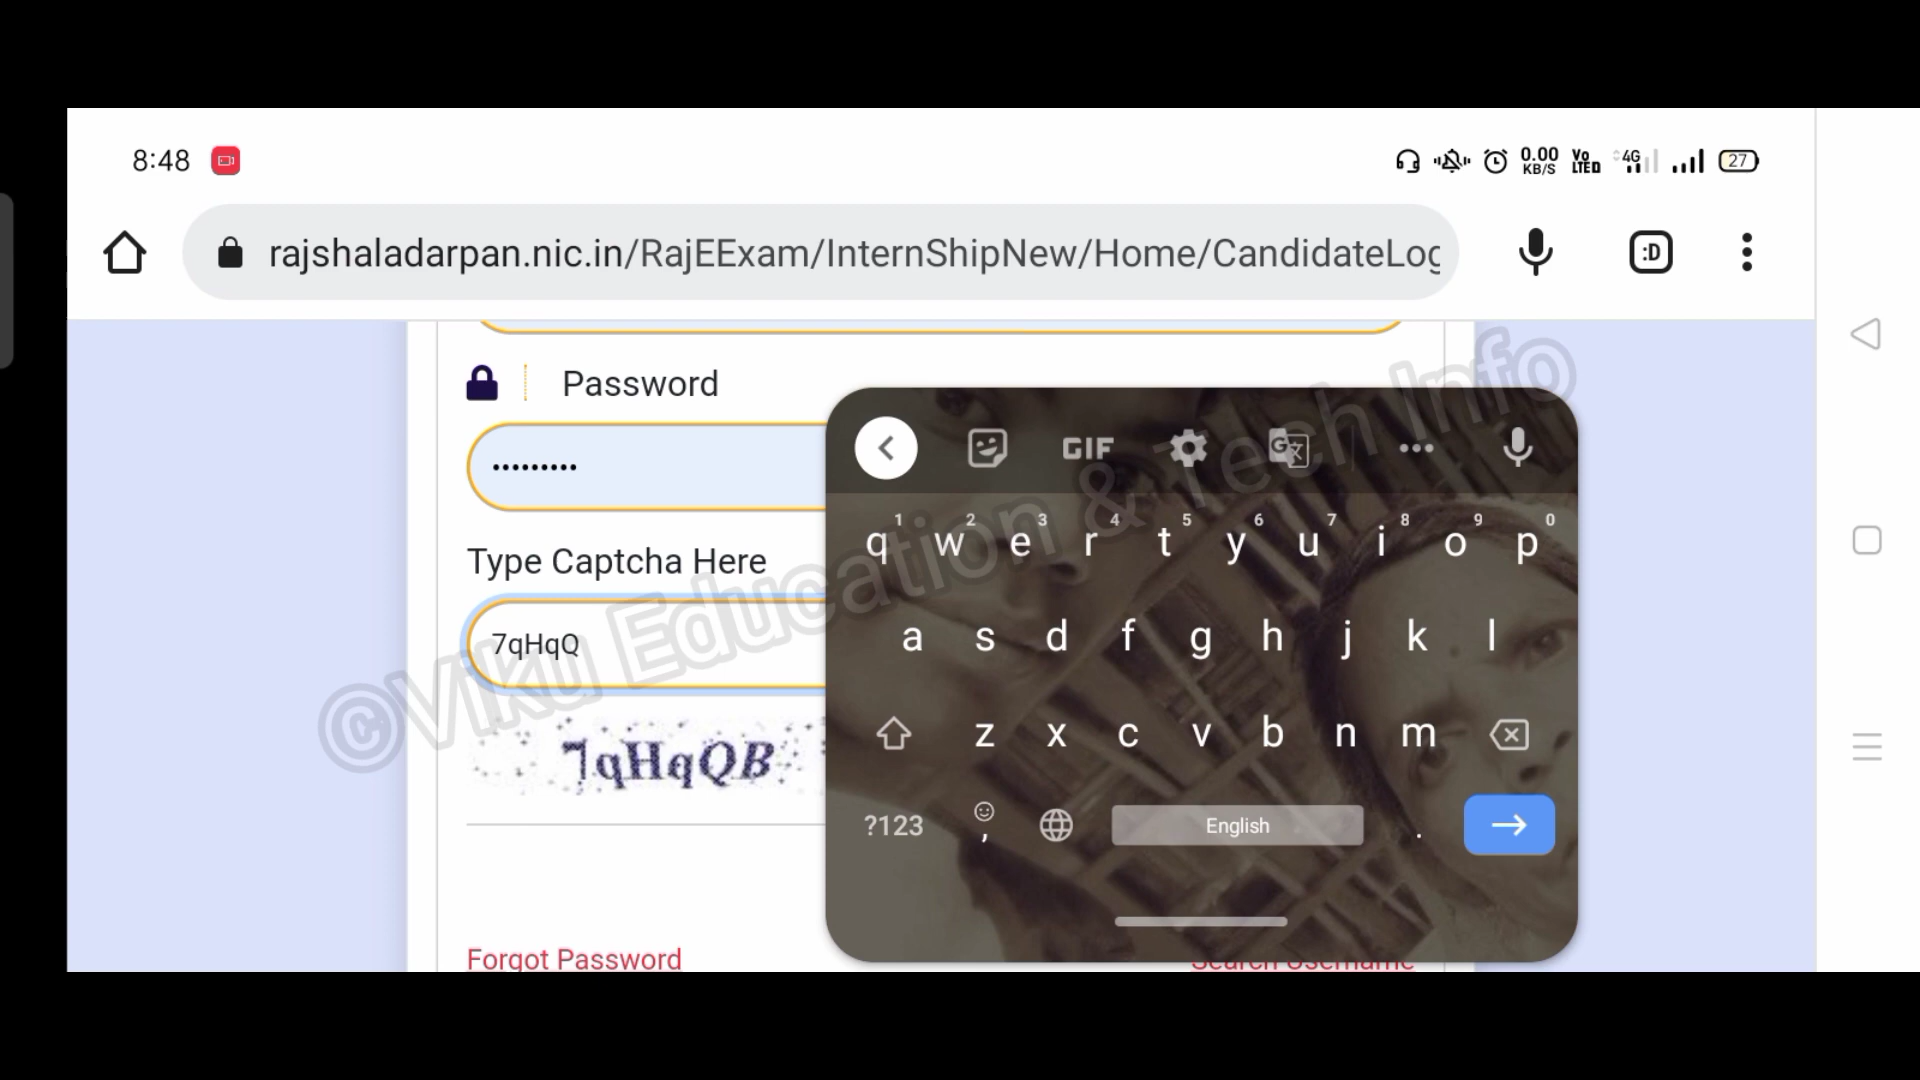 8:48 0.00 KB/S Vo LTE 4G 27
rajshaladarpan.nic.in/RajEExam/InternShipNew/Home/CandidateLog
:D
Password
•••••••••
Type Captcha Here
7qHqQ
7qHqQB
Forgot Password
Search Username
GIF
G
1 2 3 4 5 6 7 8 9 0
q w e r t y u i o p
a s d f g h j k l
z x c v b n m
?123 , English .
©Viku Education & Tech Info